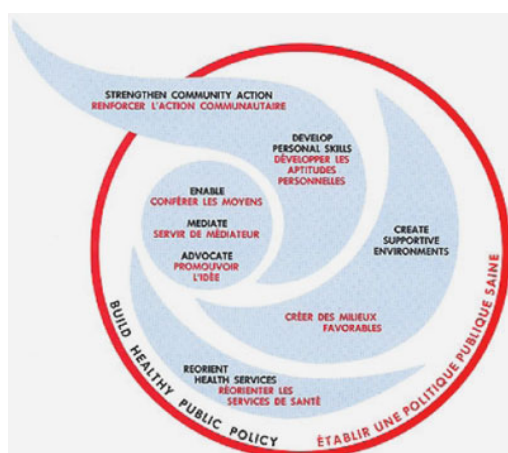 STRENGTHEN COMMUNITY ACTION
RENFORCER L'ACTION COMMUNAUTAIRE
DEVELOP
PERSONAL SKILLS
DÉVELOPPER LES
APTITUDES
PERSONNELLES
ENABLE
CONFÉRER LES MOYENS
MEDIATE
SERVIR DE MÉDIATEUR
ADVOCATE
PROMOUVOIR
L'IDÉE
CREATE
SUPPORTIVE
ENVIRONMENTS
CRÉER DES MILIEUX
FAVORABLES
REORIENT
HEALTH SERVICES
RÉORIENTER LES
SERVICES DE SANTÉ
BUILD HEALTHY PUBLIC POLICY
ÉTABLIR UNE POLITIQUE PUBLIQUE SAINE